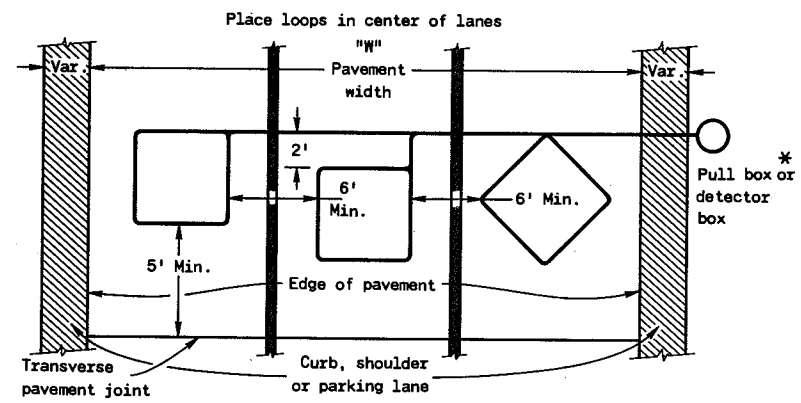 Place loops in center of lanes
"W"
Var.
Pavement
width
Var.
2'
6'
Min.
6' Min.
*
Pull box or
detector
box
5' Min.
Edge of pavement
Transverse
pavement joint
Curb, shoulder
or parking lane